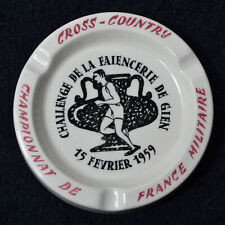 CROSS-COUNTRY
CHAMPIONNAT DE FRANCE MILITAIRE
CHALLENGE DE LA FAIENCERIE DE GIEN
15 FEVRIER 1959